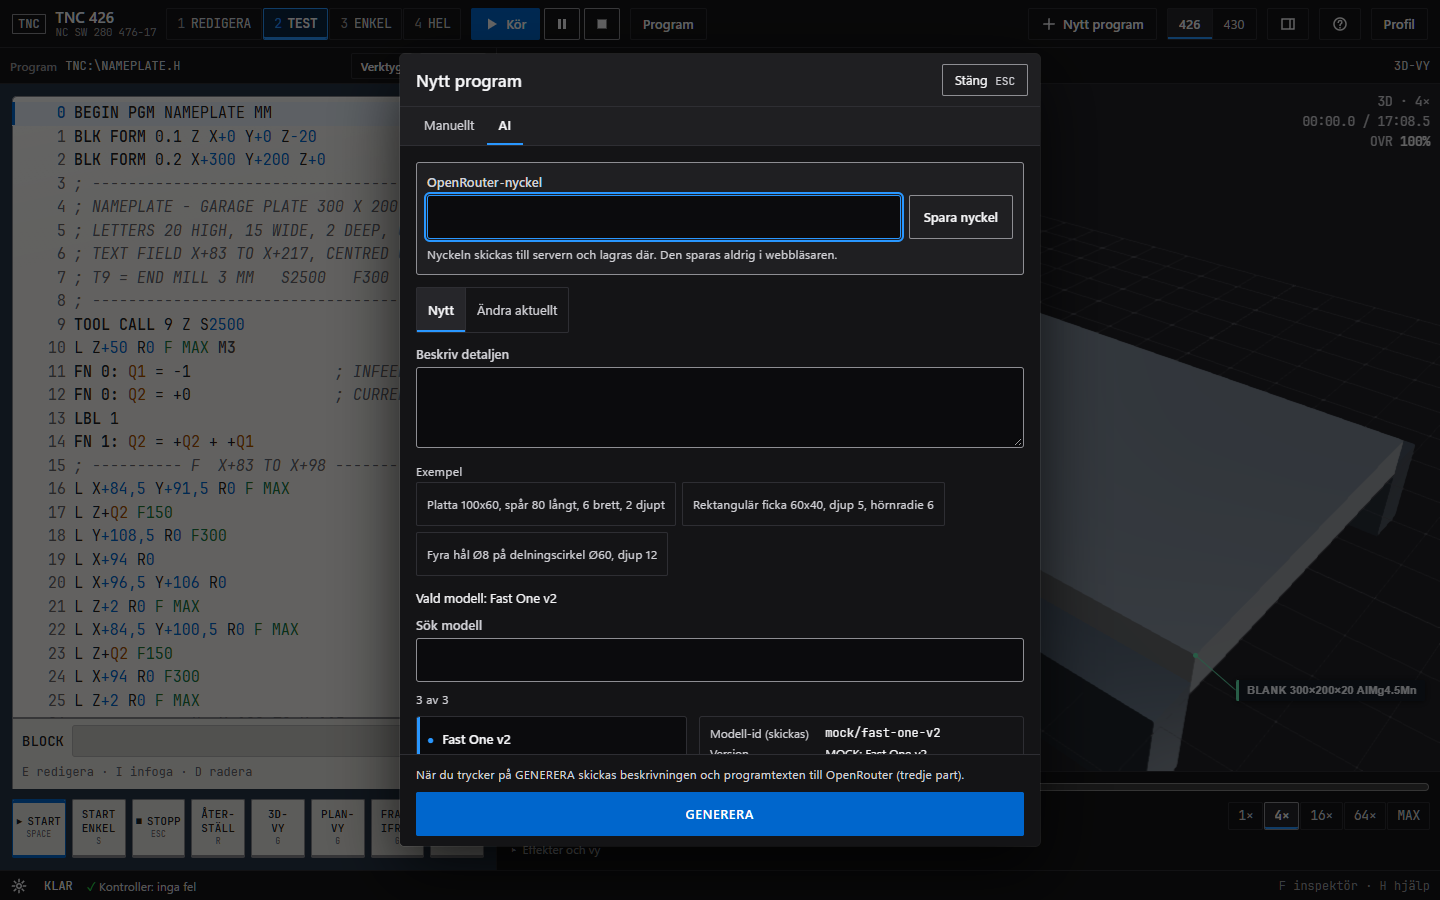 TNC
TNC 426
NC SW 280 476-17
1 REDIGERA
2 TEST
3 ENKEL
4 HEL
Kör
Program
Nytt program
426
430
Profil
Program TNC:\NAMEPLATE.H
3D-VY
3D · 4×
00:00.0 / 17:08.5
OVR 100%
0 BEGIN PGM NAMEPLATE MM
1 BLK FORM 0.1 Z X+0 Y+0 Z-20
2 BLK FORM 0.2 X+300 Y+200 Z+0
3 ; ----------------------------------
4 ; NAMEPLATE - GARAGE PLATE 300 X 200
5 ; LETTERS 20 HIGH, 15 WIDE, 2 DEEP,
6 ; TEXT FIELD X+83 TO X+217, CENTRED
7 ; T9 = END MILL 3 MM   S2500   F300
8 ; ----------------------------------
9 TOOL CALL 9 Z S2500
10 L Z+50 R0 F MAX M3
11 FN 0: Q1 = -1 ; INFEE
12 FN 0: Q2 = +0 ; CURRE
13 LBL 1
14 FN 1: Q2 = +Q2 + +Q1
15 ; ---------- F  X+83 TO X+98 -------
16 L X+84,5 Y+91,5 R0 F MAX
17 L Z+Q2 F150
18 L Y+108,5 R0 F300
19 L X+94 R0
20 L X+96,5 Y+106 R0
21 L Z+2 R0 F MAX
22 L X+84,5 Y+100,5 R0 F MAX
23 L Z+Q2 F150
24 L X+94 R0 F300
25 L Z+2 R0 F MAX
BLOCK
E redigera · I infoga · D radera
START
SPACE
START
ENKEL
S
STOPP
ESC
ÅTER-
STÄLL
R
3D-
VY
G
PLAN-
VY
G
Nytt program
Stäng ESC
Manuellt
AI
OpenRouter-nyckel
Spara nyckel
Nyckeln skickas till servern och lagras där. Den sparas aldrig i webbläsaren.
Nytt
Ändra aktuellt
Beskriv detaljen
Exempel
Platta 100x60, spår 80 långt, 6 brett, 2 djupt
Rektangulär ficka 60x40, djup 5, hörnradie 6
Fyra hål Ø8 på delningscirkel Ø60, djup 12
Vald modell: Fast One v2
Sök modell
3 av 3
Fast One v2
Modell-id (skickas) mock/fast-one-v2
Version MOCK: Fast One v2
När du trycker på GENERERA skickas beskrivningen och programtexten till OpenRouter (tredje part).
GENERERA
BLANK 300×200×20 AlMg4.5Mn
1×
4×
16×
64×
MAX
Effekter och vy
KLAR
✓ Kontroller: inga fel
F inspektör · H hjälp